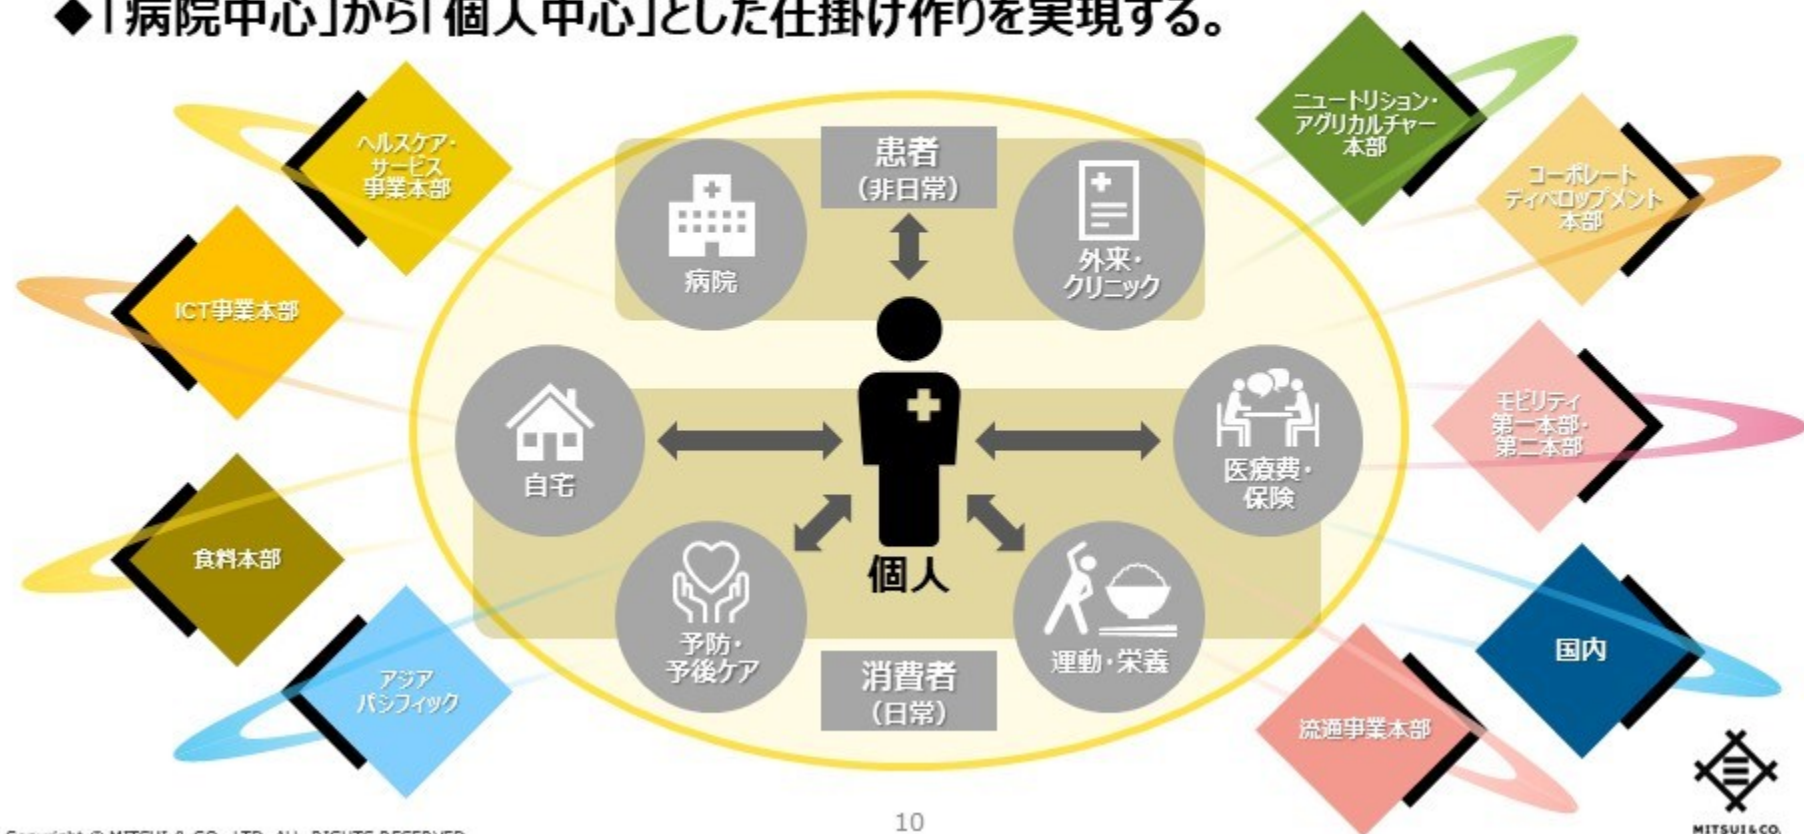 ◆「病院中心」から「個人中心」とした仕掛け作りを実現する。
ヘルスケア・
サービス
事業本部
ICT事業本部
食料本部
アジア
パシフィック
患者
（非日常）
病院
外来・
クリニック
自宅
医療費・
保険
個人
予防・
予後ケア
運動・栄養
消費者
（日常）
ニュートリション・
アグリカルチャー
本部
コーポレート
ディベロップメント
本部
モビリティ
第一本部・
第二本部
国内
流通事業本部
Copyright © MITSUI & CO., LTD. ALL RIGHTS RESERVED.
10
MITSUI & CO.